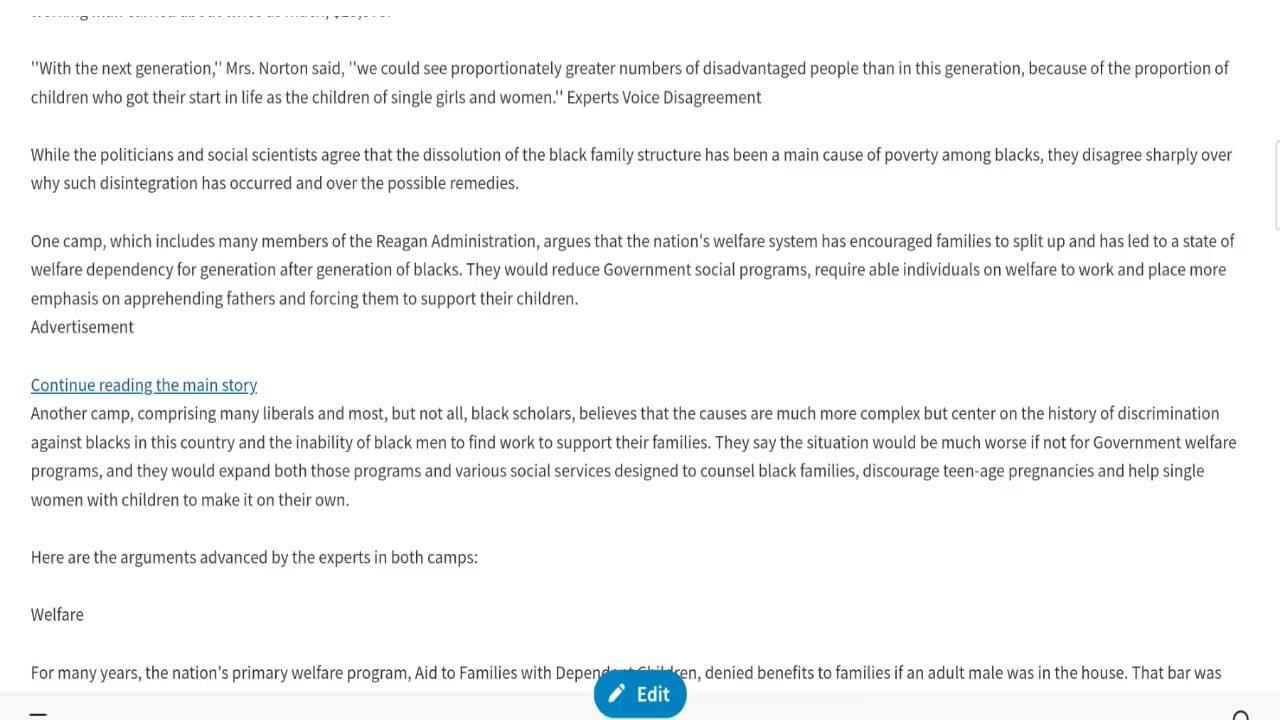 ''With the next generation,'' Mrs. Norton said, ''we could see proportionately greater numbers of disadvantaged people than in this generation, because of the proportion of
children who got their start in life as the children of single girls and women.'' Experts Voice Disagreement
While the politicians and social scientists agree that the dissolution of the black family structure has been a main cause of poverty among blacks, they disagree sharply over
why such disintegration has occurred and over the possible remedies.
One camp, which includes many members of the Reagan Administration, argues that the nation's welfare system has encouraged families to split up and has led to a state of
welfare dependency for generation after generation of blacks. They would reduce Government social programs, require able individuals on welfare to work and place more
emphasis on apprehending fathers and forcing them to support their children.
Advertisement
Continue reading the main story
Another camp, comprising many liberals and most, but not all, black scholars, believes that the causes are much more complex but center on the history of discrimination
against blacks in this country and the inability of black men to find work to support their families. They say the situation would be much worse if not for Government welfare
programs, and they would expand both those programs and various social services designed to counsel black families, discourage teen-age pregnancies and help single
women with children to make it on their own.
Here are the arguments advanced by the experts in both camps:
Welfare
For many years, the nation's primary welfare program, Aid to Families with Dependent Children, denied benefits to families if an adult male was in the house. That bar was
Edit